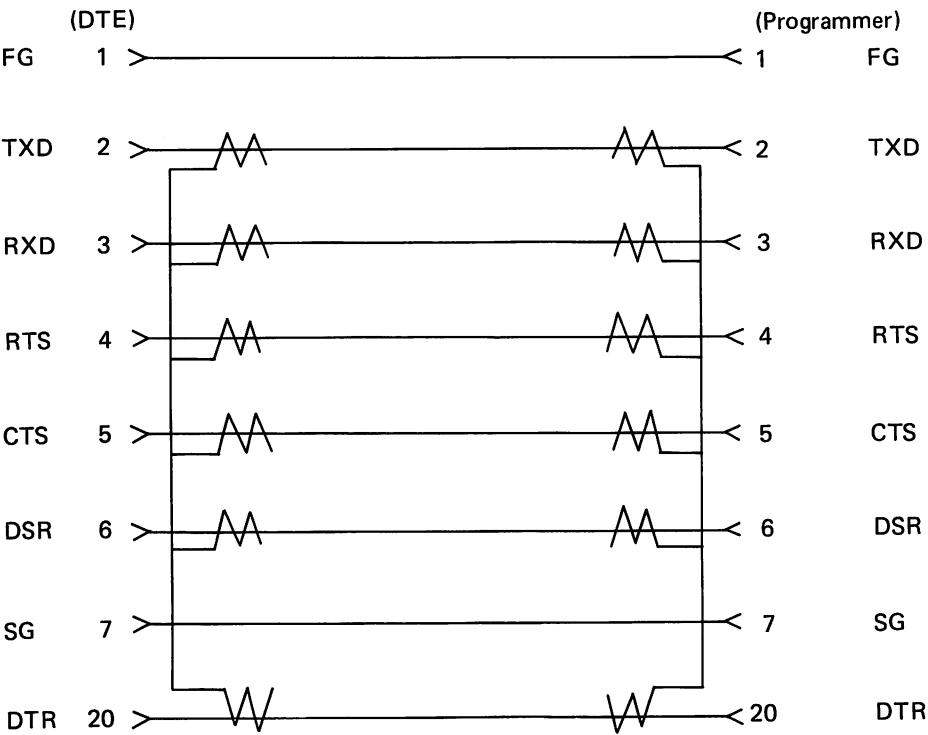 (DTE) (Programmer)
FG 1 1 FG
TXD 2 2 TXD
RXD 3 3 RXD
RTS 4 4 RTS
CTS 5 5 CTS
DSR 6 6 DSR
SG 7 7 SG
DTR 20 20 DTR